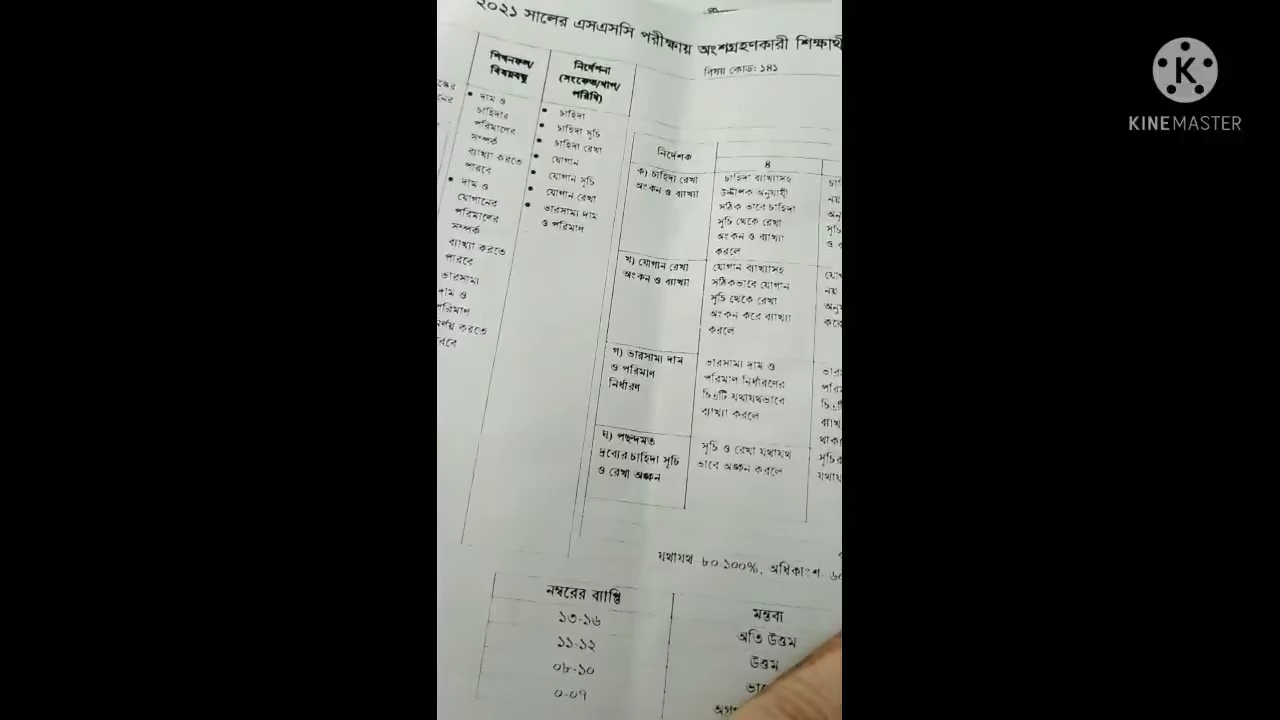 ২০২১ সালের এসএসসি পরীক্ষায় অংশগ্রহণকারী শিক্ষার্থী
বিষয় কোড: ১৪১
শিখনফল/
বিষয়বস্তু
নির্দেশনা
(সংকেত/ধাপ/
পরিধি)
দাম ও
চাহিদার
পরিমাণের
সম্পর্ক
ব্যাখ্যা করতে
পারবে
দাম ও
যোগানের
পরিমাণের
সম্পর্ক
ব্যাখ্যা করতে
পারবে
ভারসাম্য
দাম ও
পরিমাণ
করতে
চাহিদা
চাহিদা সূচি
চাহিদা রেখা
যোগান
যোগান সূচি
যোগান রেখা
ভারসাম্য দাম
ও পরিমাণ
নির্দেশক
৪
ক) চাহিদা রেখা
অংকন ও ব্যাখ্যা
চাহিদা ব্যাখ্যাসহ
উদ্দীপক অনুযায়ী
সঠিক ভাবে চাহিদা
সূচি থেকে রেখা
অংকন ও ব্যাখ্যা
করলে
খ) যোগান রেখা
অংকন ও ব্যাখ্যা
যোগান ব্যাখ্যাসহ
সঠিকভাবে যোগান
সূচি থেকে রেখা
অংকন করে ব্যাখ্যা
করলে
গ) ভারসাম্য দাম
ও পরিমাণ
নির্ধারণ
ভারসাম্য দাম ও
পরিমাণ নির্ধারণের
চিত্রটি যথাযথভাবে
ব্যাখ্যা করলে
ঘ) পছন্দমত
দ্রব্যের চাহিদা সূচি
ও রেখা অঙ্কন
সূচি ও রেখা যথাযথ
ভাবে অঙ্কন করলে
যথাযথ ৮০-১০০%, অধিকাংশ- ৬০
নম্বরের ব্যাপ্তি
মন্তব্য
১৩-১৬
অতি উত্তম
১১-১২
উত্তম
০৮-১০
০-০৭
KINEMASTER